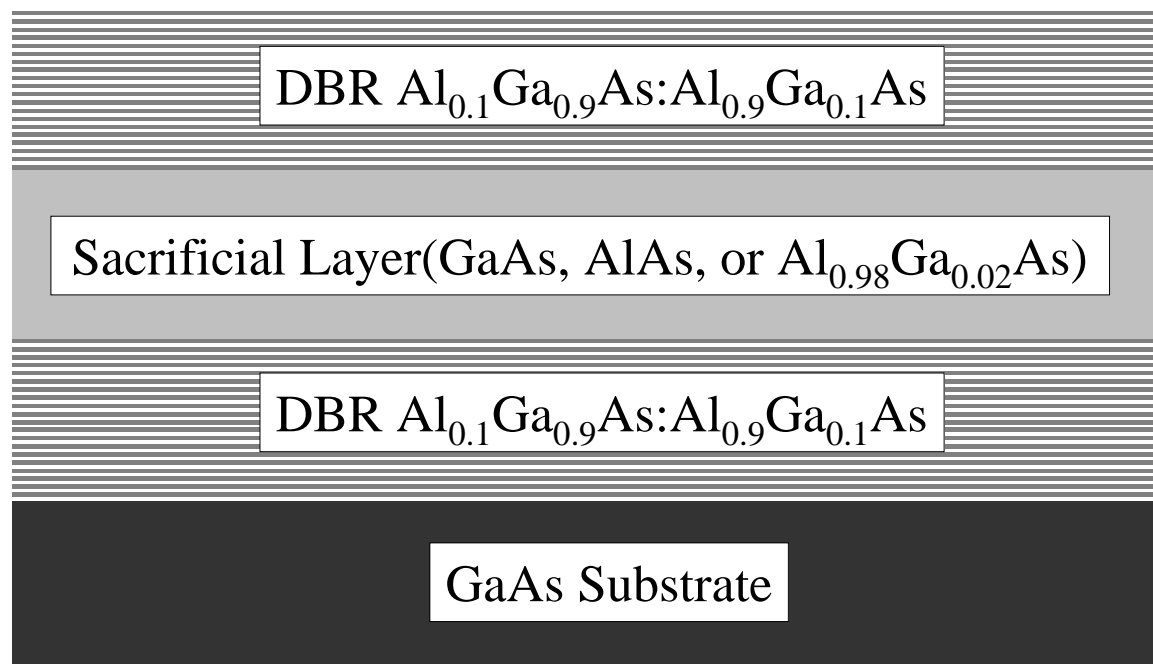 DBR Al₀.₁Ga₀.₉As:Al₀.₉Ga₀.₁As
Sacrificial Layer(GaAs, AlAs, or Al₀.₉₈Ga₀.₀₂As)
DBR Al₀.₁Ga₀.₉As:Al₀.₉Ga₀.₁As
GaAs Substrate